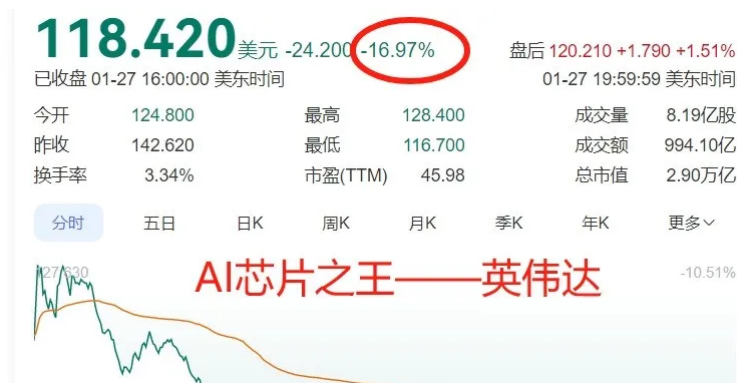 118.420美元 -24.200 -16.97% 盘后 120.210 +1.790 +1.51%
已收盘 01-27 16:00:00 美东时间 01-27 19:59:59 美东时间
今开 124.800 最高 128.400 成交量 8.19亿股
昨收 142.620 最低 116.700 成交额 994.10亿
换手率 3.34% 市盈(TTM) 45.98 总市值 2.90万亿
分时 五日 日K 周K 月K 季K 年K 更多
AI芯片之王——英伟达
-10.51%